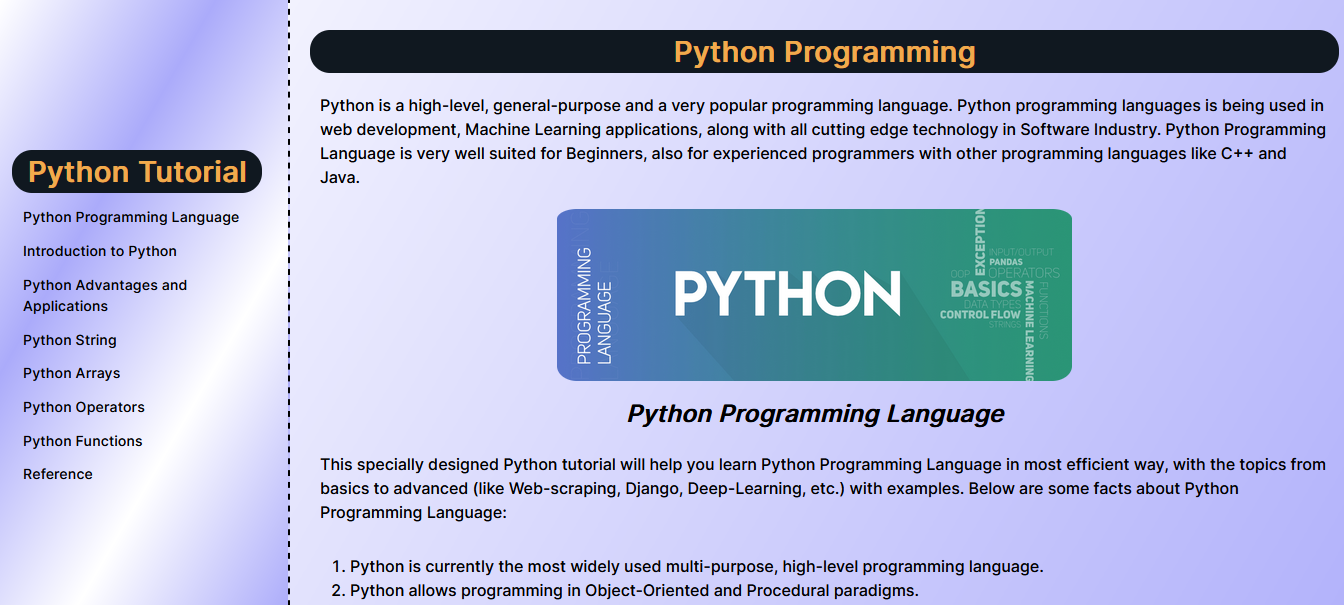 Python Tutorial
Python Programming Language
Introduction to Python
Python Advantages and
Applications
Python String
Python Arrays
Python Operators
Python Functions
Reference
Python Programming
Python is a high-level, general-purpose and a very popular programming language. Python programming languages is being used in
web development, Machine Learning applications, along with all cutting edge technology in Software Industry. Python Programming
Language is very well suited for Beginners, also for experienced programmers with other programming languages like C++ and
Java.
PROGRAMMING
LANGUAGE
PYTHON
EXCEPTION
INPUT/OUTPUT
PANDAS
OOP
OPERATORS
BASICS
DATA TYPES
CONTROL FLOW
STRINGS
MACHINE LEARNING
FUNCTIONS
Python Programming Language
This specially designed Python tutorial will help you learn Python Programming Language in most efficient way, with the topics from
basics to advanced (like Web-scraping, Django, Deep-Learning, etc.) with examples. Below are some facts about Python
Programming Language:
1. Python is currently the most widely used multi-purpose, high-level programming language.
2. Python allows programming in Object-Oriented and Procedural paradigms.